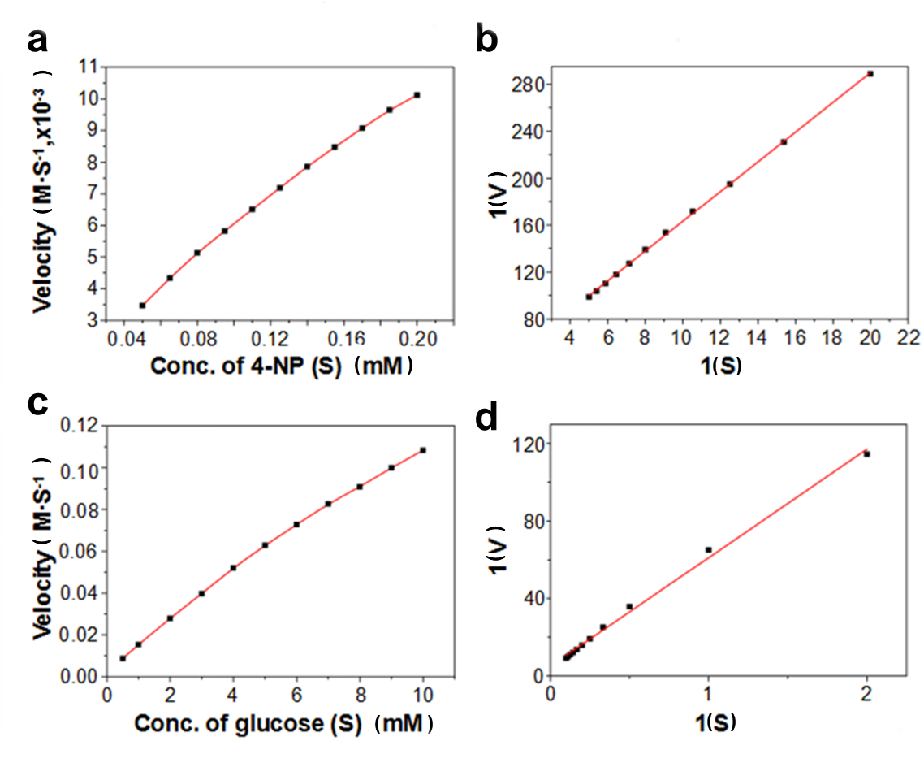 a
11
10
9
8
7
6
5
4
3
0.04 0.08 0.12 0.16 0.20
Velocity ( M·S-1,x10-3 )
Conc. of 4-NP (S) (mM)
b
280
240
200
160
120
80
4 6 8 10 12 14 16 18 20 22
1(V)
1(S)
c
0.12
0.10
0.08
0.06
0.04
0.02
0.00
0 2 4 6 8 10
Velocity ( M·S-1)
Conc. of glucose (S) (mM)
d
120
80
40
0
0 1 2
1(V)
1(S)